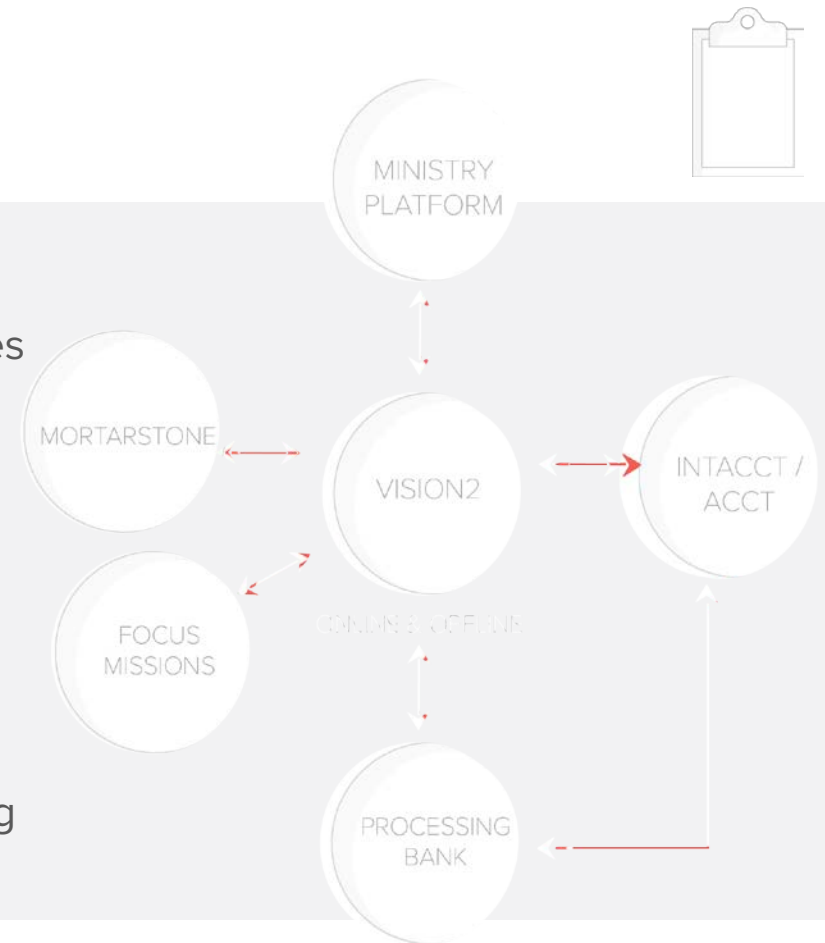 MINISTRY
PLATFORM
es
MORTARSTONE
VISION2
INTACCT /
ACCT
FOCUS
MISSIONS
g
PROCESSING
BANK